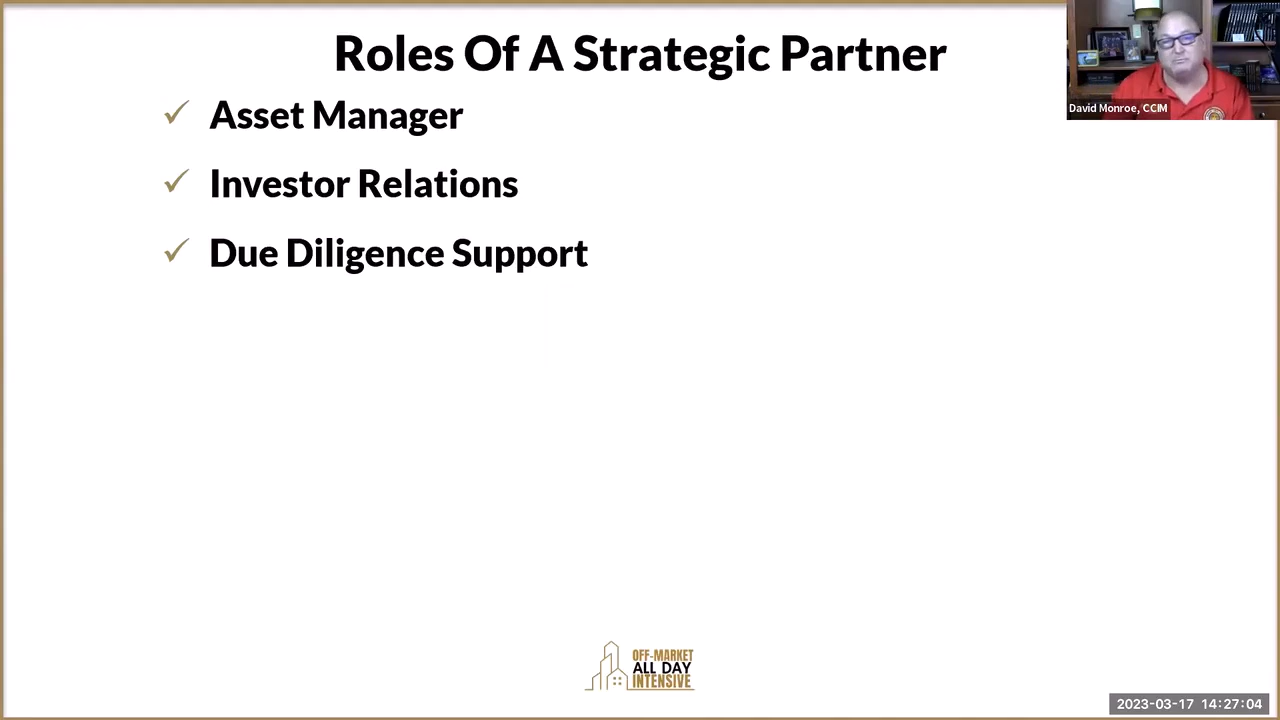 Roles Of A Strategic Partner
David Monroe, CCIM
✓ Asset Manager
✓ Investor Relations
✓ Due Diligence Support
OFF-MARKET
ALL DAY
INTENSIVE
2023-03-17 14:27:04